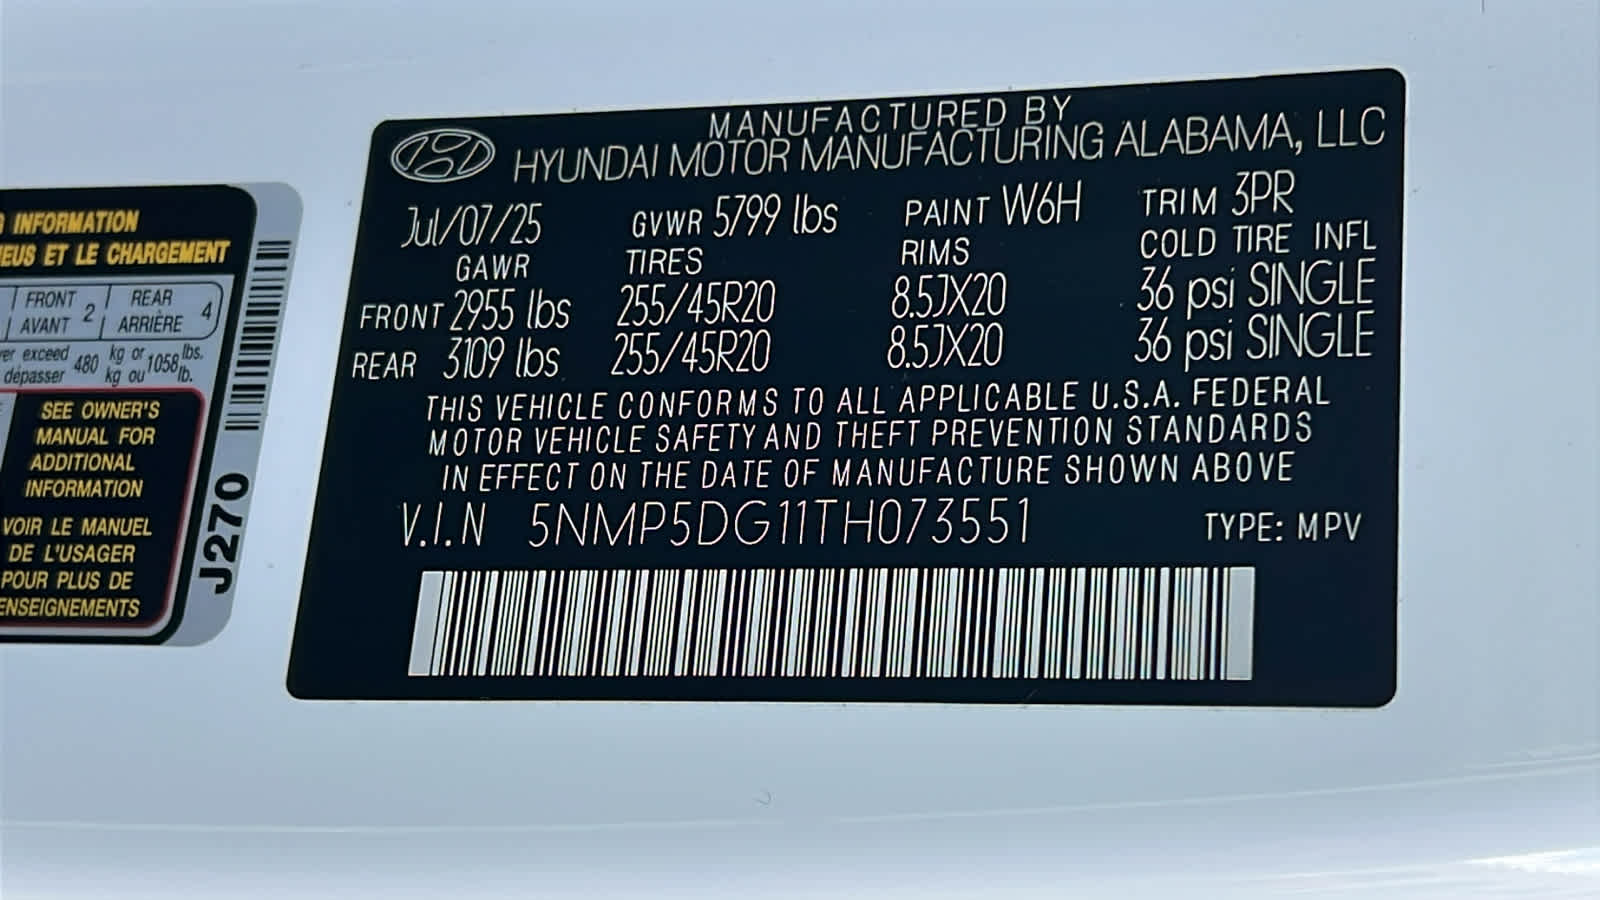 G INFORMATION
NEUS ET LE CHARGEMENT
FRONT 2 REAR 4
AVANT ARRIÈRE
ver exceed 480 kg or 1058 lbs.
dépasser kg ou lb.
SEE OWNER'S
MANUAL FOR
ADDITIONAL
INFORMATION
VOIR LE MANUEL
DE L'USAGER
POUR PLUS DE
ENSEIGNEMENTS
J270
MANUFACTURED BY
HYUNDAI MOTOR MANUFACTURING ALABAMA, LLC
Jul/07/25 GVWR 5799 lbs PAINT W6H TRIM 3PR
GAWR TIRES RIMS COLD TIRE INFL
FRONT 2955 lbs 255/45R20 8.5JX20 36 psi SINGLE
REAR 3109 lbs 255/45R20 8.5JX20 36 psi SINGLE
THIS VEHICLE CONFORMS TO ALL APPLICABLE U.S.A. FEDERAL
MOTOR VEHICLE SAFETY AND THEFT PREVENTION STANDARDS
IN EFFECT ON THE DATE OF MANUFACTURE SHOWN ABOVE
V.I.N 5NMP5DG11TH073551 TYPE: MPV